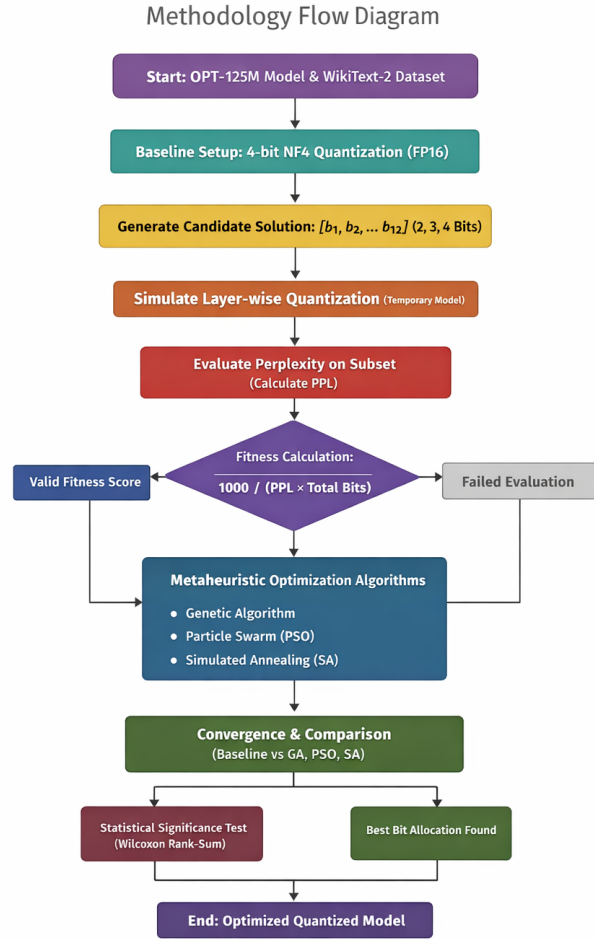 Methodology Flow Diagram
Start: OPT-125M Model & WikiText-2 Dataset
Baseline Setup: 4-bit NF4 Quantization (FP16)
Generate Candidate Solution: [b₁, b₂, ... b₁₂] (2, 3, 4 Bits)
Simulate Layer-wise Quantization (Temporary Model)
Evaluate Perplexity on Subset
(Calculate PPL)
Fitness Calculation:
1000 / (PPL × Total Bits)
Valid Fitness Score
Failed Evaluation
Metaheuristic Optimization Algorithms
• Genetic Algorithm
• Particle Swarm (PSO)
• Simulated Annealing (SA)
Convergence & Comparison
(Baseline vs GA, PSO, SA)
Statistical Significance Test
(Wilcoxon Rank-Sum)
Best Bit Allocation Found
End: Optimized Quantized Model